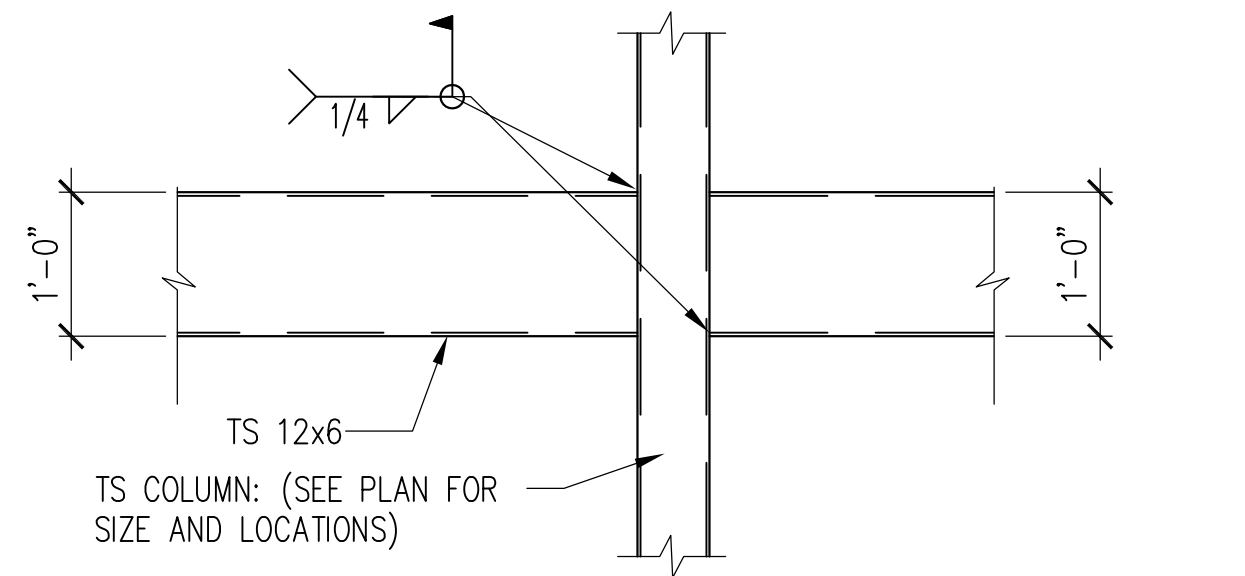 1/4
1'-0"
1'-0"
TS 12x6
TS COLUMN: (SEE PLAN FOR
SIZE AND LOCATIONS)